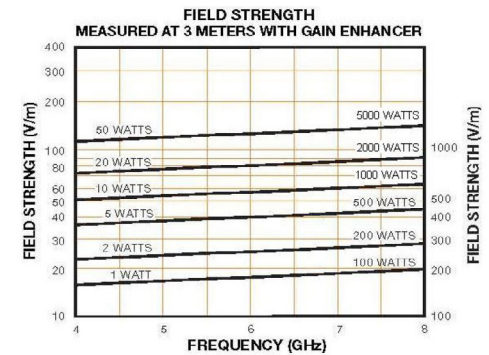 FIELD STRENGTH
MEASURED AT 3 METERS WITH GAIN ENHANCER
FIELD STRENGTH (V/m)
400
300
200
100
80
60
50
40
30
20
10
50 WATTS
20 WATTS
10 WATTS
5 WATTS
2 WATTS
1 WATT
5000 WATTS
2000 WATTS
1000 WATTS
500 WATTS
200 WATTS
100 WATTS
1000
500
400
300
200
100
FIELD STRENGTH (V/m)
4 5 6 7 8
FREQUENCY (GHz)